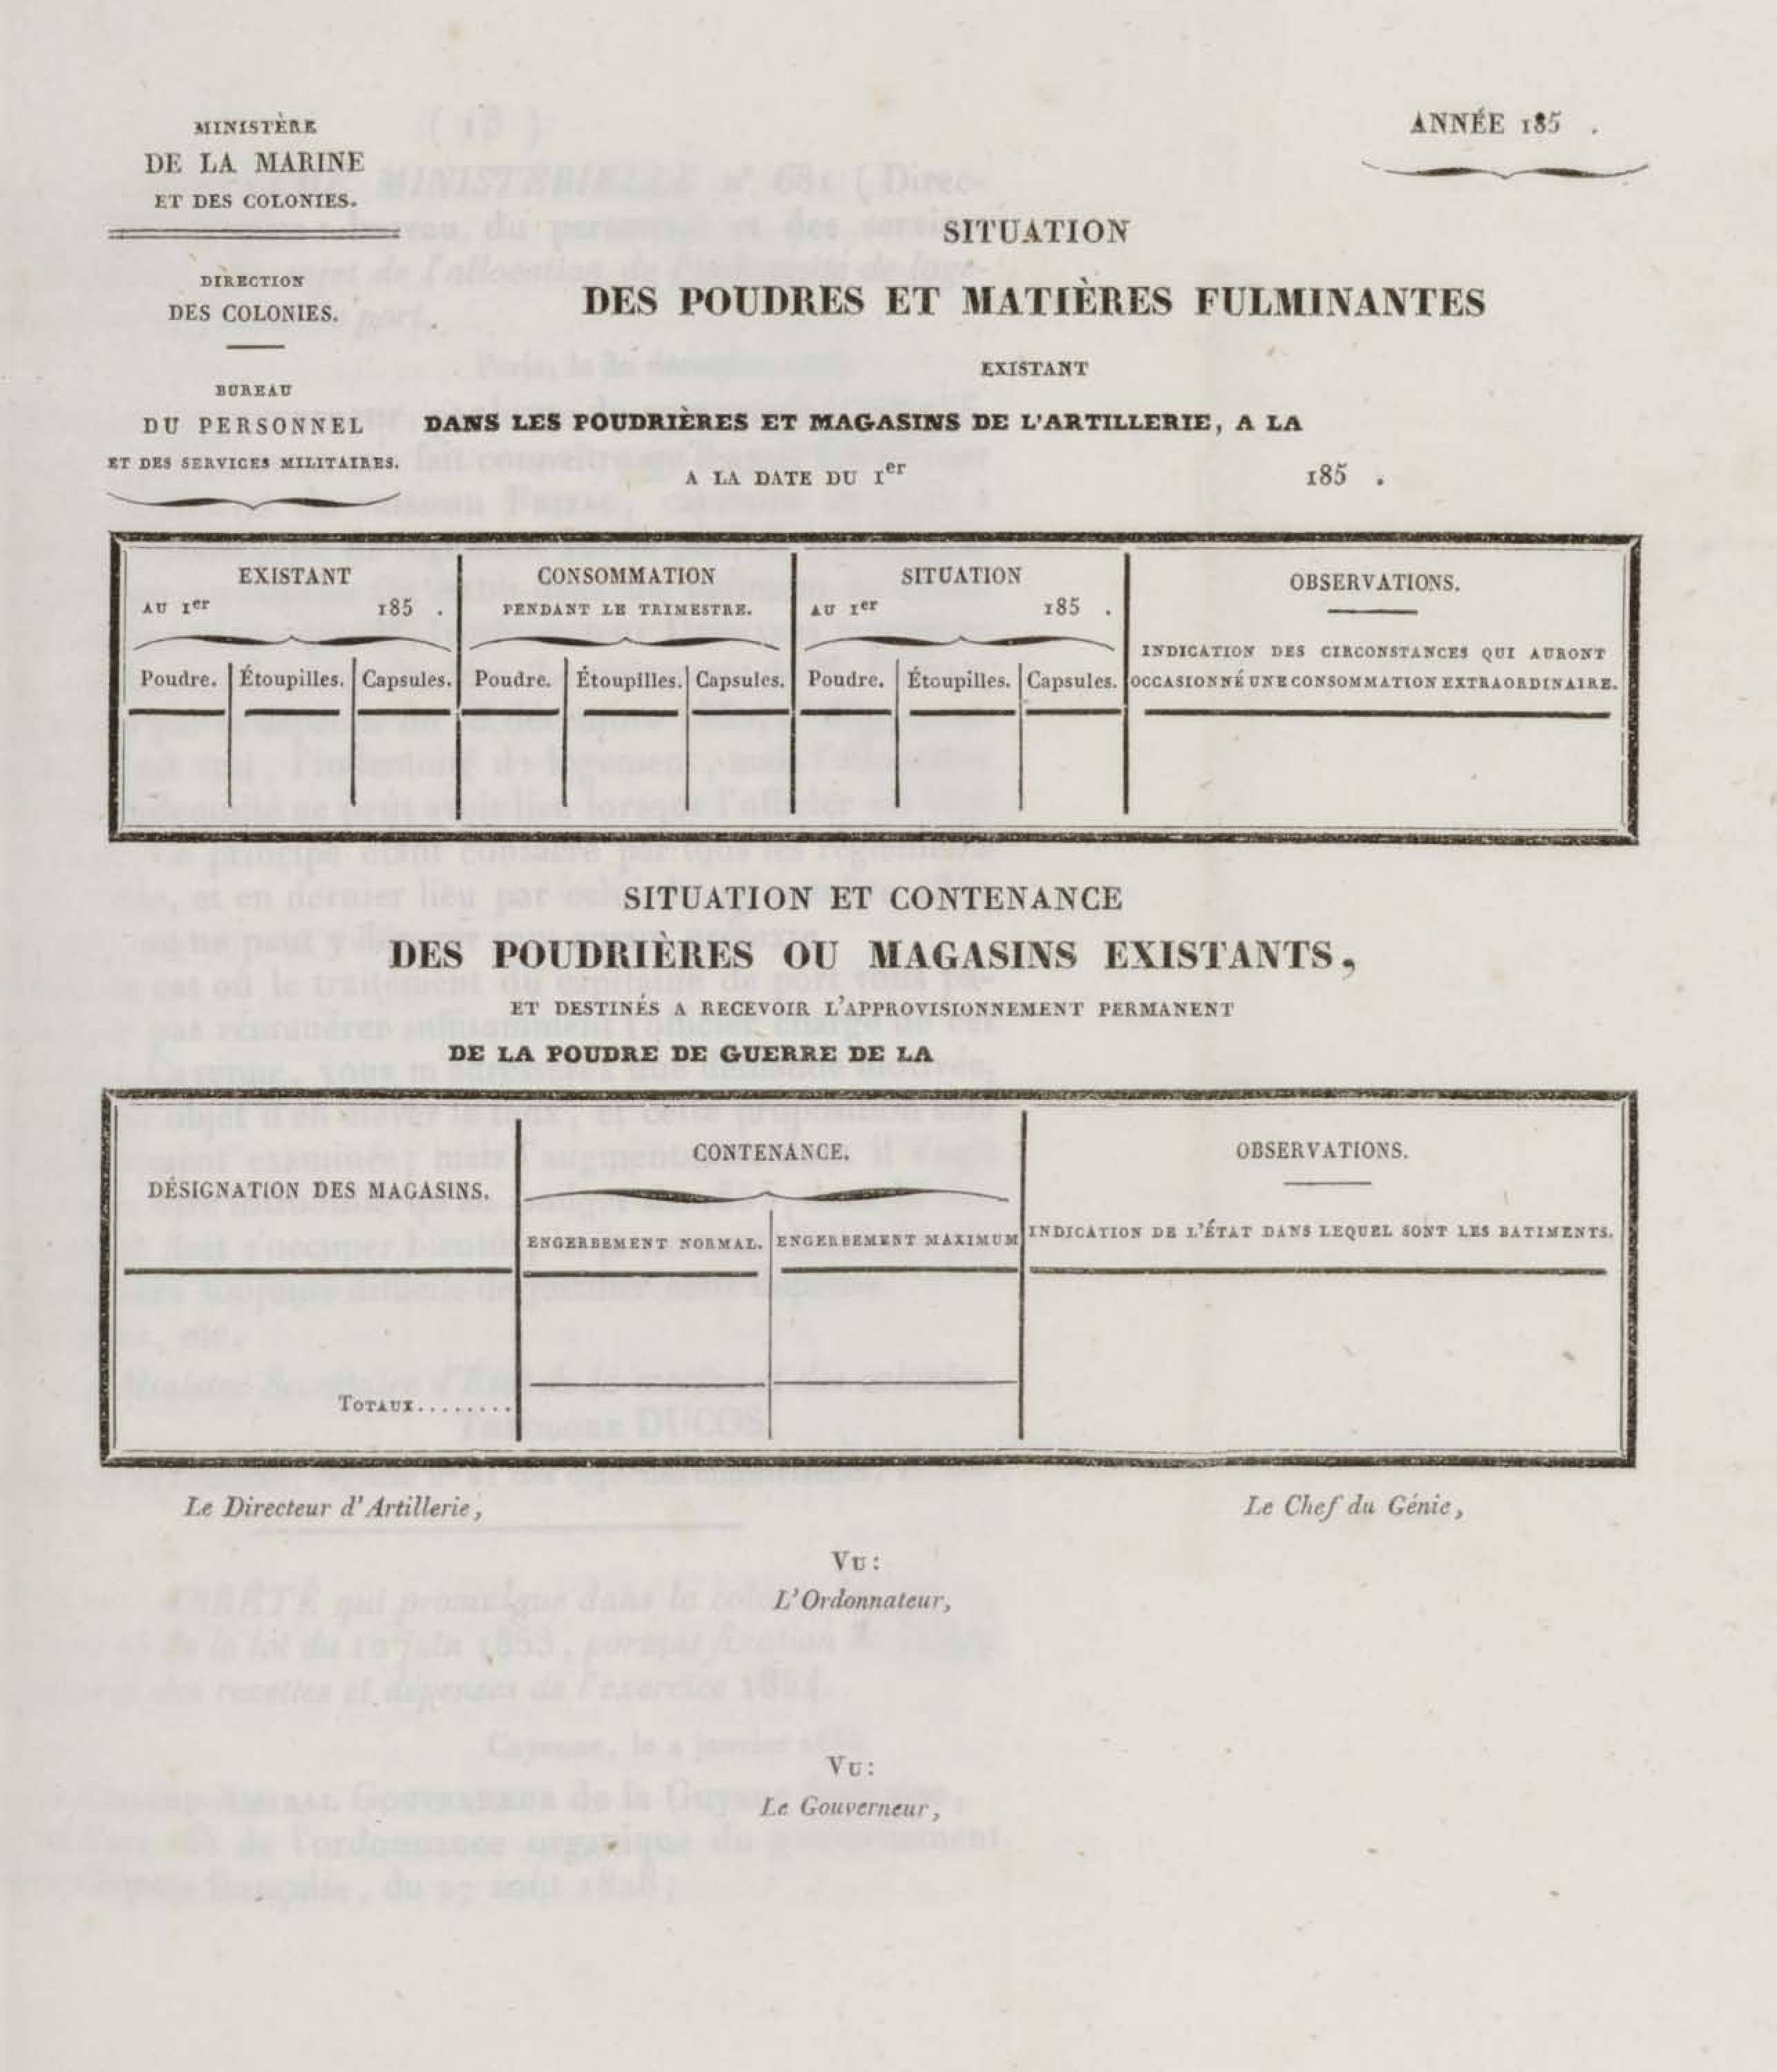 MINISTÈRE
DE LA MARINE
ET DES COLONIES.
DIRECTION
DES COLONIES.
BUREAU
DU PERSONNEL
ET DES SERVICES MILITAIRES.
ANNÉE 185 .
SITUATION
DES POUDRES ET MATIÈRES FULMINANTES
EXISTANT
DANS LES POUDRIÈRES ET MAGASINS DE L'ARTILLERIE, A LA
A LA DATE DU 1er 185 .
EXISTANT
AU 1er 185 .
CONSOMMATION
PENDANT LE TRIMESTRE.
SITUATION
AU 1er 185 .
OBSERVATIONS.
INDICATION DES CIRCONSTANCES QUI AURONT
OCCASIONNÉ UNE CONSOMMATION EXTRAORDINAIRE.
Poudre. Étoupilles. Capsules. Poudre. Étoupilles. Capsules. Poudre. Étoupilles. Capsules.
SITUATION ET CONTENANCE
DES POUDRIÈRES OU MAGASINS EXISTANTS,
ET DESTINÉS A RECEVOIR L'APPROVISIONNEMENT PERMANENT
DE LA POUDRE DE GUERRE DE LA
DÉSIGNATION DES MAGASINS.
CONTENANCE.
ENGERBEMENT NORMAL. ENGERBEMENT MAXIMUM
OBSERVATIONS.
INDICATION DE L'ÉTAT DANS LEQUEL SONT LES BATIMENTS.
TOTAUX........
Le Directeur d'Artillerie,
Le Chef du Génie,
VU:
L'Ordonnateur,
VU:
Le Gouverneur,